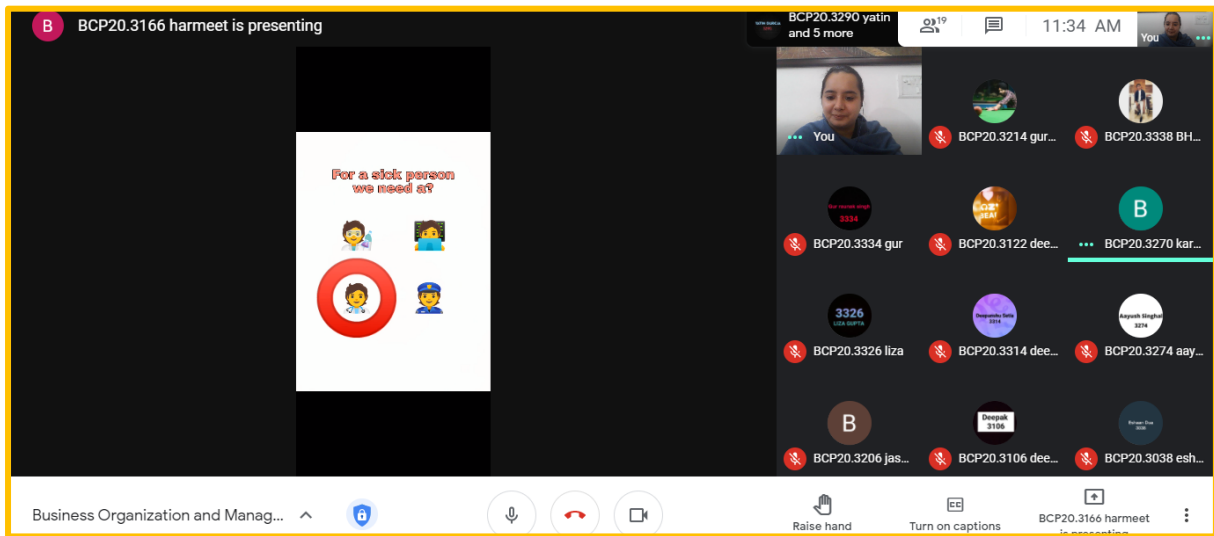 B BCP20.3166 harmeet is presenting
BCP20.3290 yatin
and 5 more
19
11:34 AM
You
For a sick person
we need a?
You
BCP20.3214 gur...
BCP20.3338 BH...
3334
BCP20.3334 gur
BCP20.3122 dee...
B
BCP20.3270 kar...
3326
LIZA GUPTA
BCP20.3326 liza
3314
BCP20.3314 dee...
Aayush Singhal
3274
BCP20.3274 aay...
B
BCP20.3206 jas...
Deepak
3106
BCP20.3106 dee...
BCP20.3038 esh...
Business Organization and Manag...
Raise hand
CC
Turn on captions
BCP20.3166 harmeet
is presenting